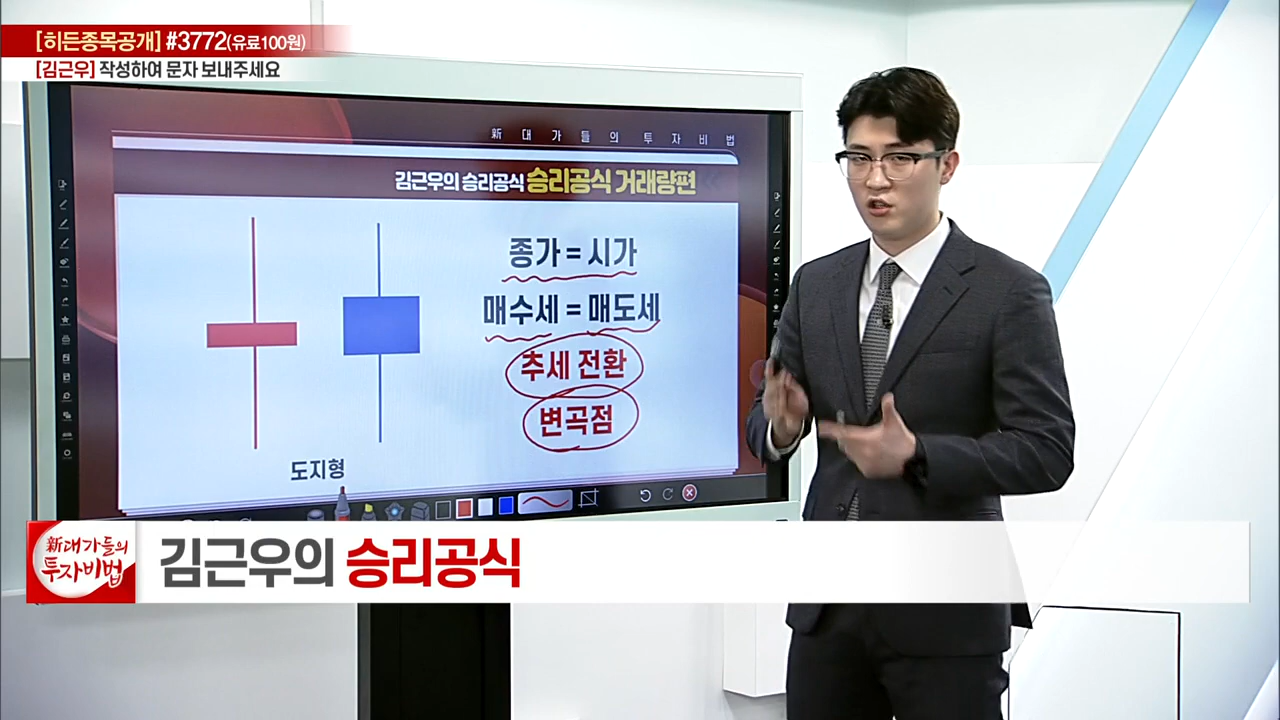 [히든종목공개] #3772(유료100원)
[김근우] 작성하여 문자 보내주세요
新 대 가 들 의 투 자 비 법
김근우의 승리공식 승리공식 거래량편
종가 = 시가
매수세 = 매도세
추세 전환
변곡점
도지형
新대가들의
투자비법
김근우의 승리공식